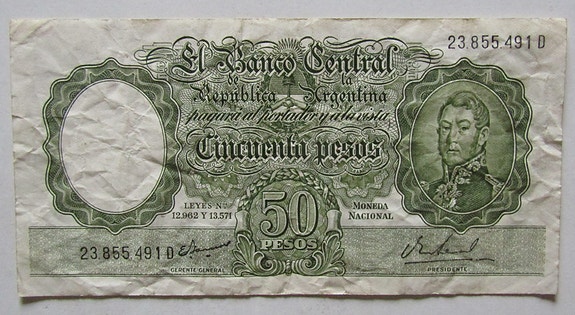 23.855.491 D
El Banco Central
de la
República Argentina
pagará al portador y a la vista
Cincuenta pesos
LEYES Nos.
12.962 Y 13.571
50
PESOS
MONEDA
NACIONAL
23.855.491 D
GERENTE GENERAL
PRESIDENTE